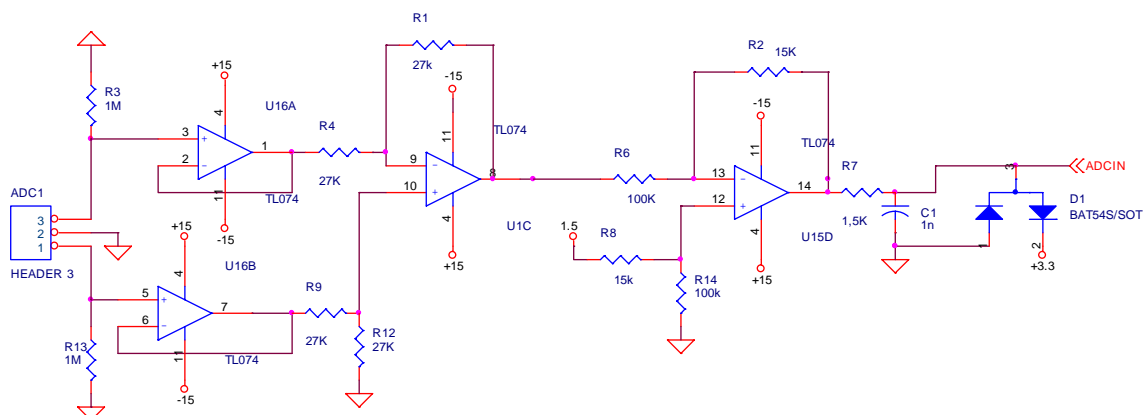 R1
27k
-15
11
TL074
8
9
10
4
+15
U1C
R2
15K
-15
11
TL074
13
12
14
4
+15
U15D
R3
1M
+15
4
U16A
3
2
1
11
-15
TL074
R4
27K
R6
100K
R7
1,5K
C1
1n
3
ADCIN
D1
BAT54S/SOT
1
2
+3.3
1.5
R8
15k
R14
100k
ADC1
3
2
1
HEADER 3
+15
4
U16B
5
6
7
11
-15
TL074
R9
27K
R12
27K
R13
1M